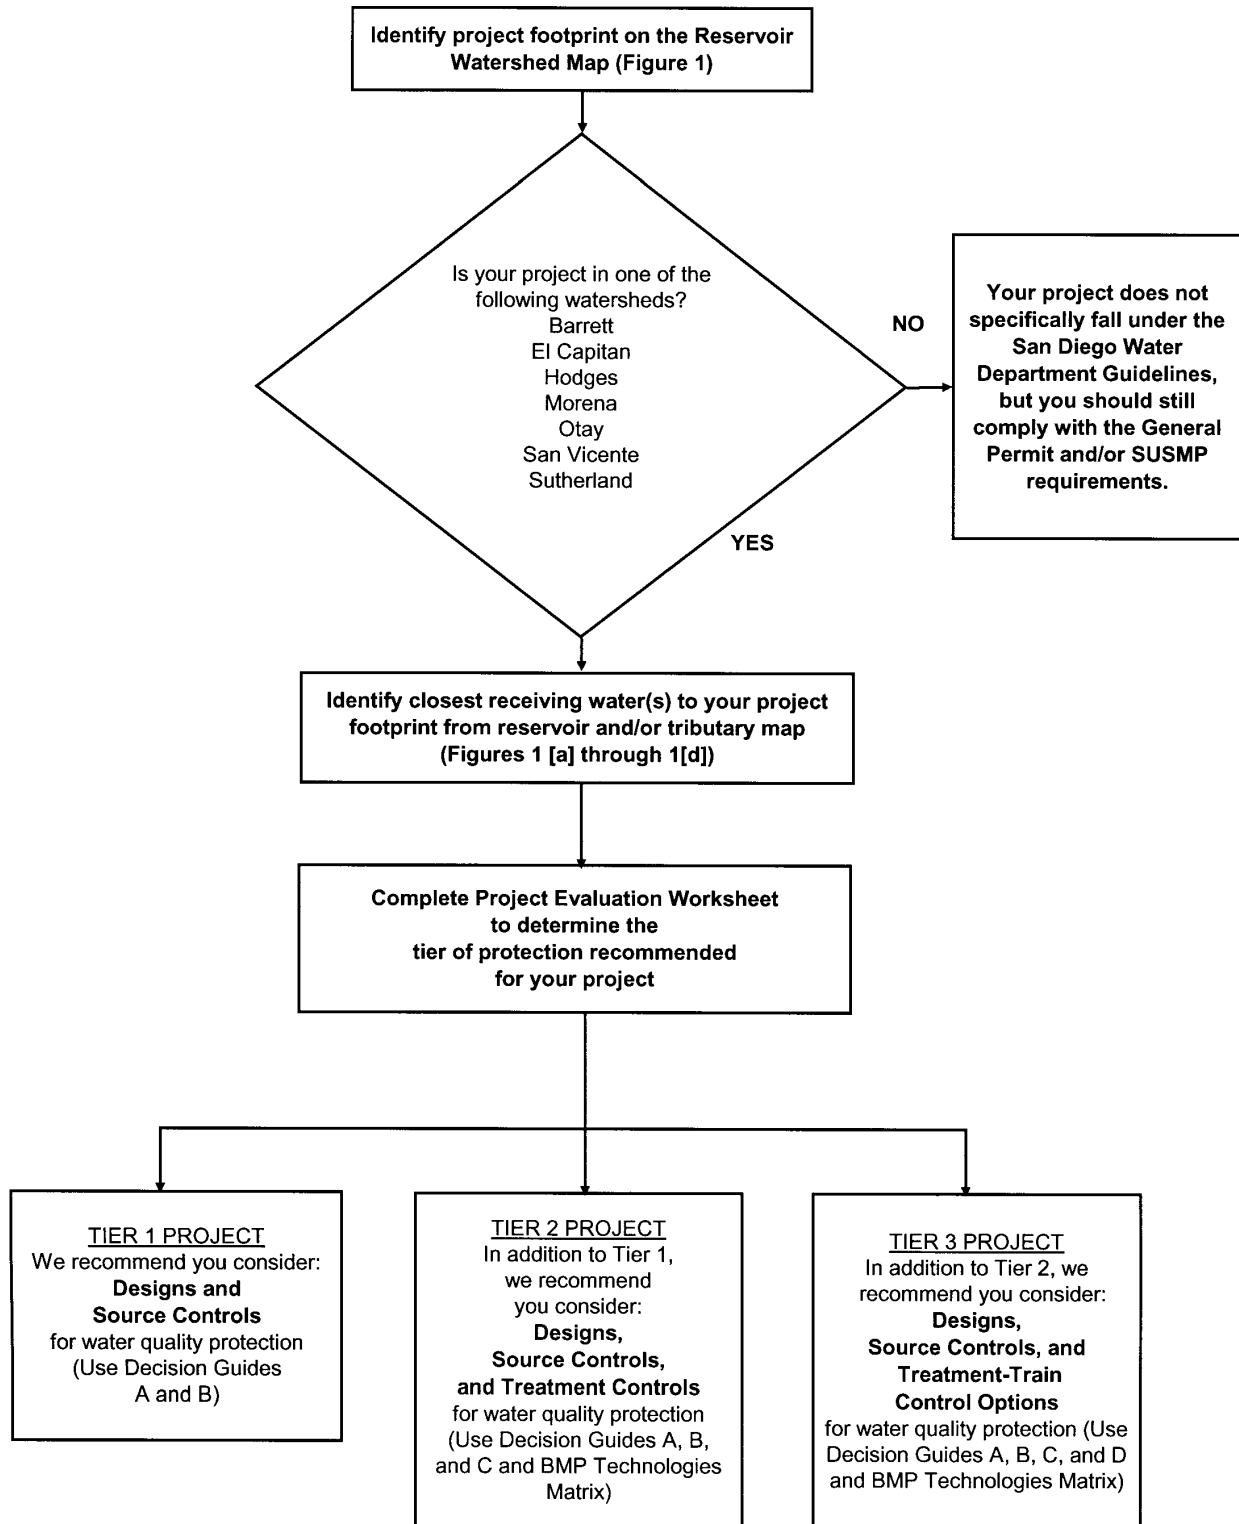 Identify project footprint on the Reservoir
Watershed Map (Figure 1)
Is your project in one of the
following watersheds?
Barrett
El Capitan
Hodges
Morena
Otay
San Vicente
Sutherland
NO
Your project does not
specifically fall under the
San Diego Water
Department Guidelines,
but you should still
comply with the General
Permit and/or SUSMP
requirements.
YES
Identify closest receiving water(s) to your project
footprint from reservoir and/or tributary map
(Figures 1 [a] through 1[d])
Complete Project Evaluation Worksheet
to determine the
tier of protection recommended
for your project
TIER 1 PROJECT
We recommend you consider:
Designs and
Source Controls
for water quality protection
(Use Decision Guides
A and B)
TIER 2 PROJECT
In addition to Tier 1,
we recommend
you consider:
Designs,
Source Controls,
and Treatment Controls
for water quality protection
(Use Decision Guides A, B,
and C and BMP Technologies
Matrix)
TIER 3 PROJECT
In addition to Tier 2, we
recommend you consider:
Designs,
Source Controls, and
Treatment-Train
Control Options
for water quality protection (Use
Decision Guides A, B, C, and D
and BMP Technologies Matrix)